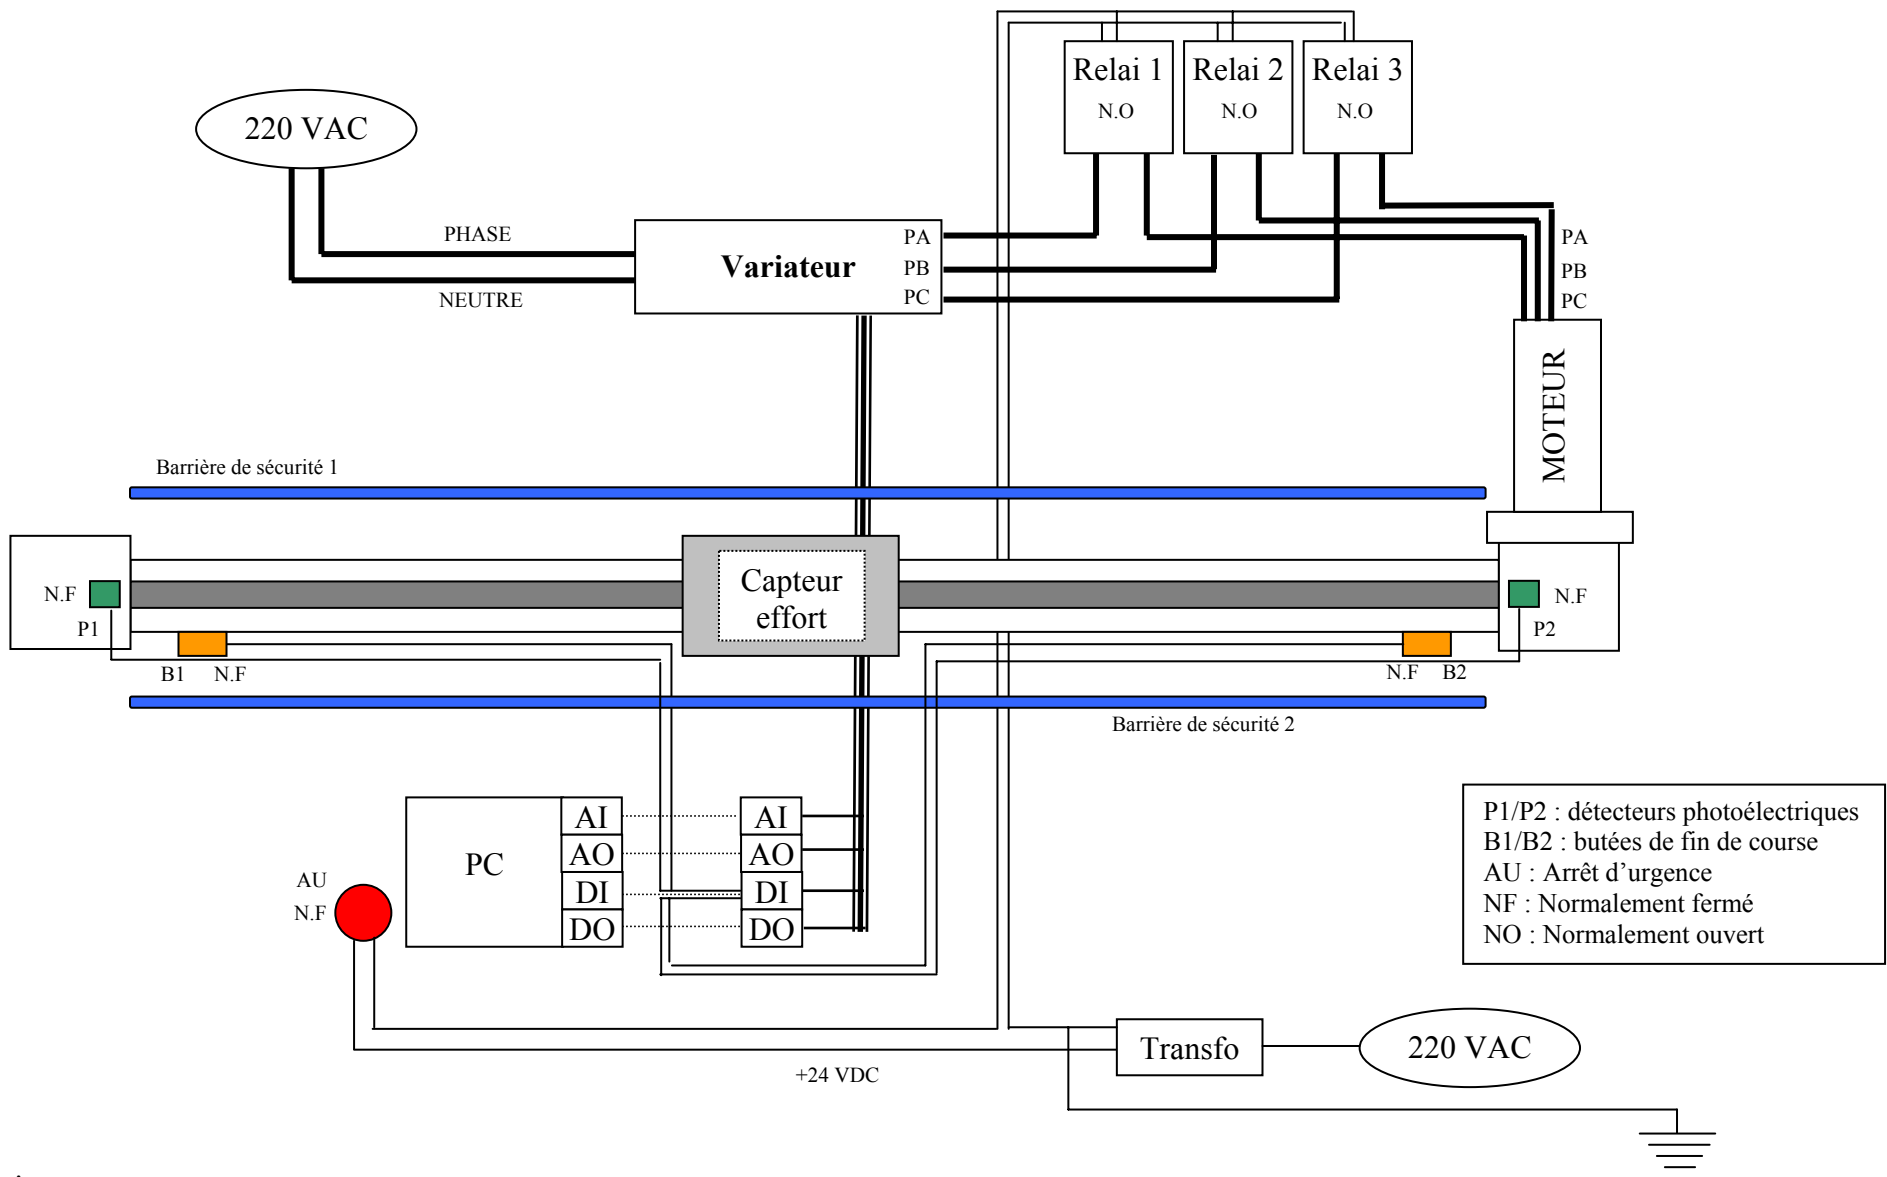 Relai 1
Relai 2
Relai 3
N.O
N.O
N.O
220 VAC
PHASE
NEUTRE
Variateur
PA
PB
PC
PA
PB
PC
MOTEUR
Barrière de sécurité 1
N.F
P1
Capteur
effort
N.F
P2
B1
N.F
N.F
B2
Barrière de sécurité 2
PC
AI
AO
DI
DO
AI
AO
DI
DO
AU
N.F
P1/P2 : détecteurs photoélectriques
B1/B2 : butées de fin de course
AU : Arrêt d'urgence
NF : Normalement fermé
NO : Normalement ouvert
Transfo
220 VAC
+24 VDC
.